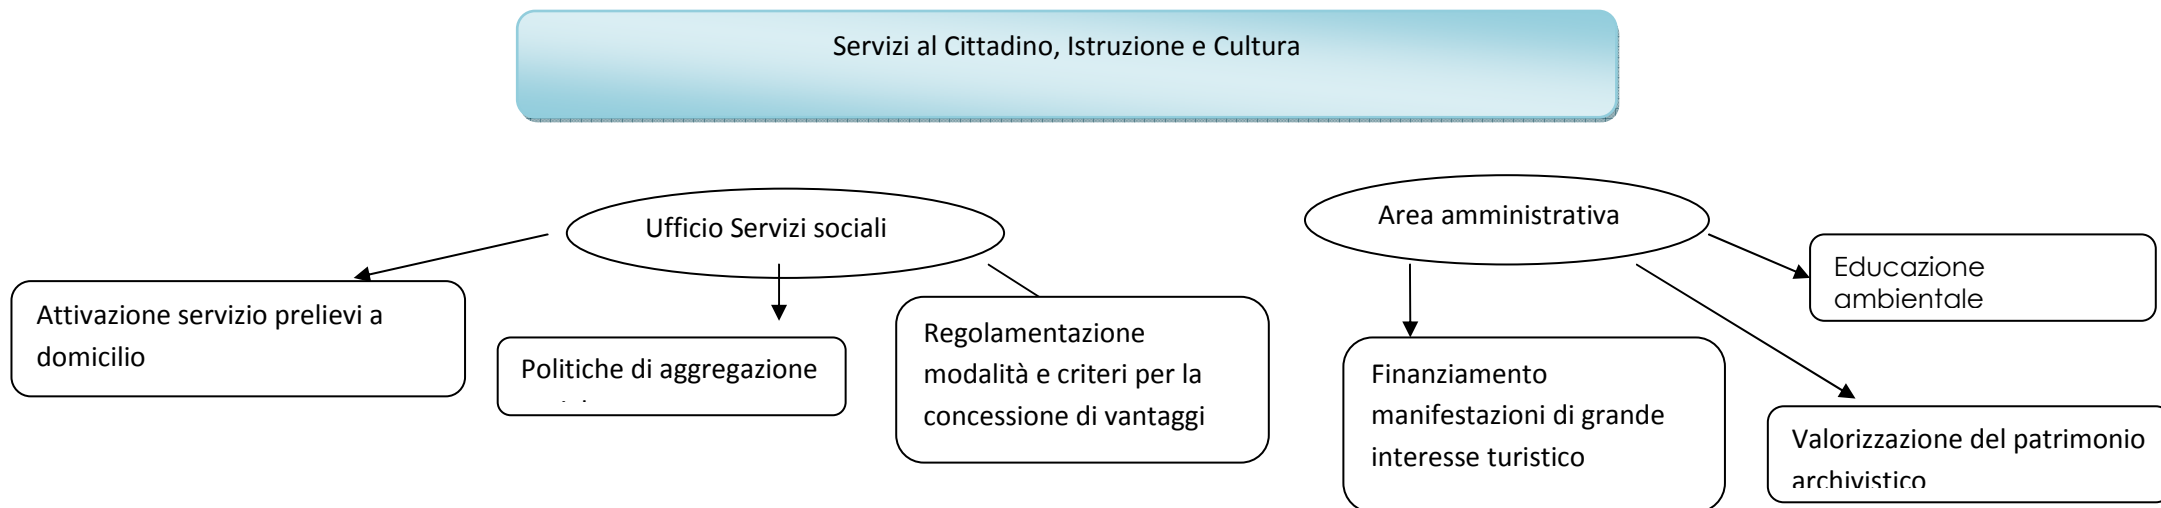 Servizi al Cittadino, Istruzione e Cultura
Ufficio Servizi sociali
Area amministrativa
Attivazione servizio prelievi a
domicilio
Politiche di aggregazione
Regolamentazione
modalità e criteri per la
concessione di vantaggi
Finanziamento
manifestazioni di grande
interesse turistico
Educazione
ambientale
Valorizzazione del patrimonio
archivistico